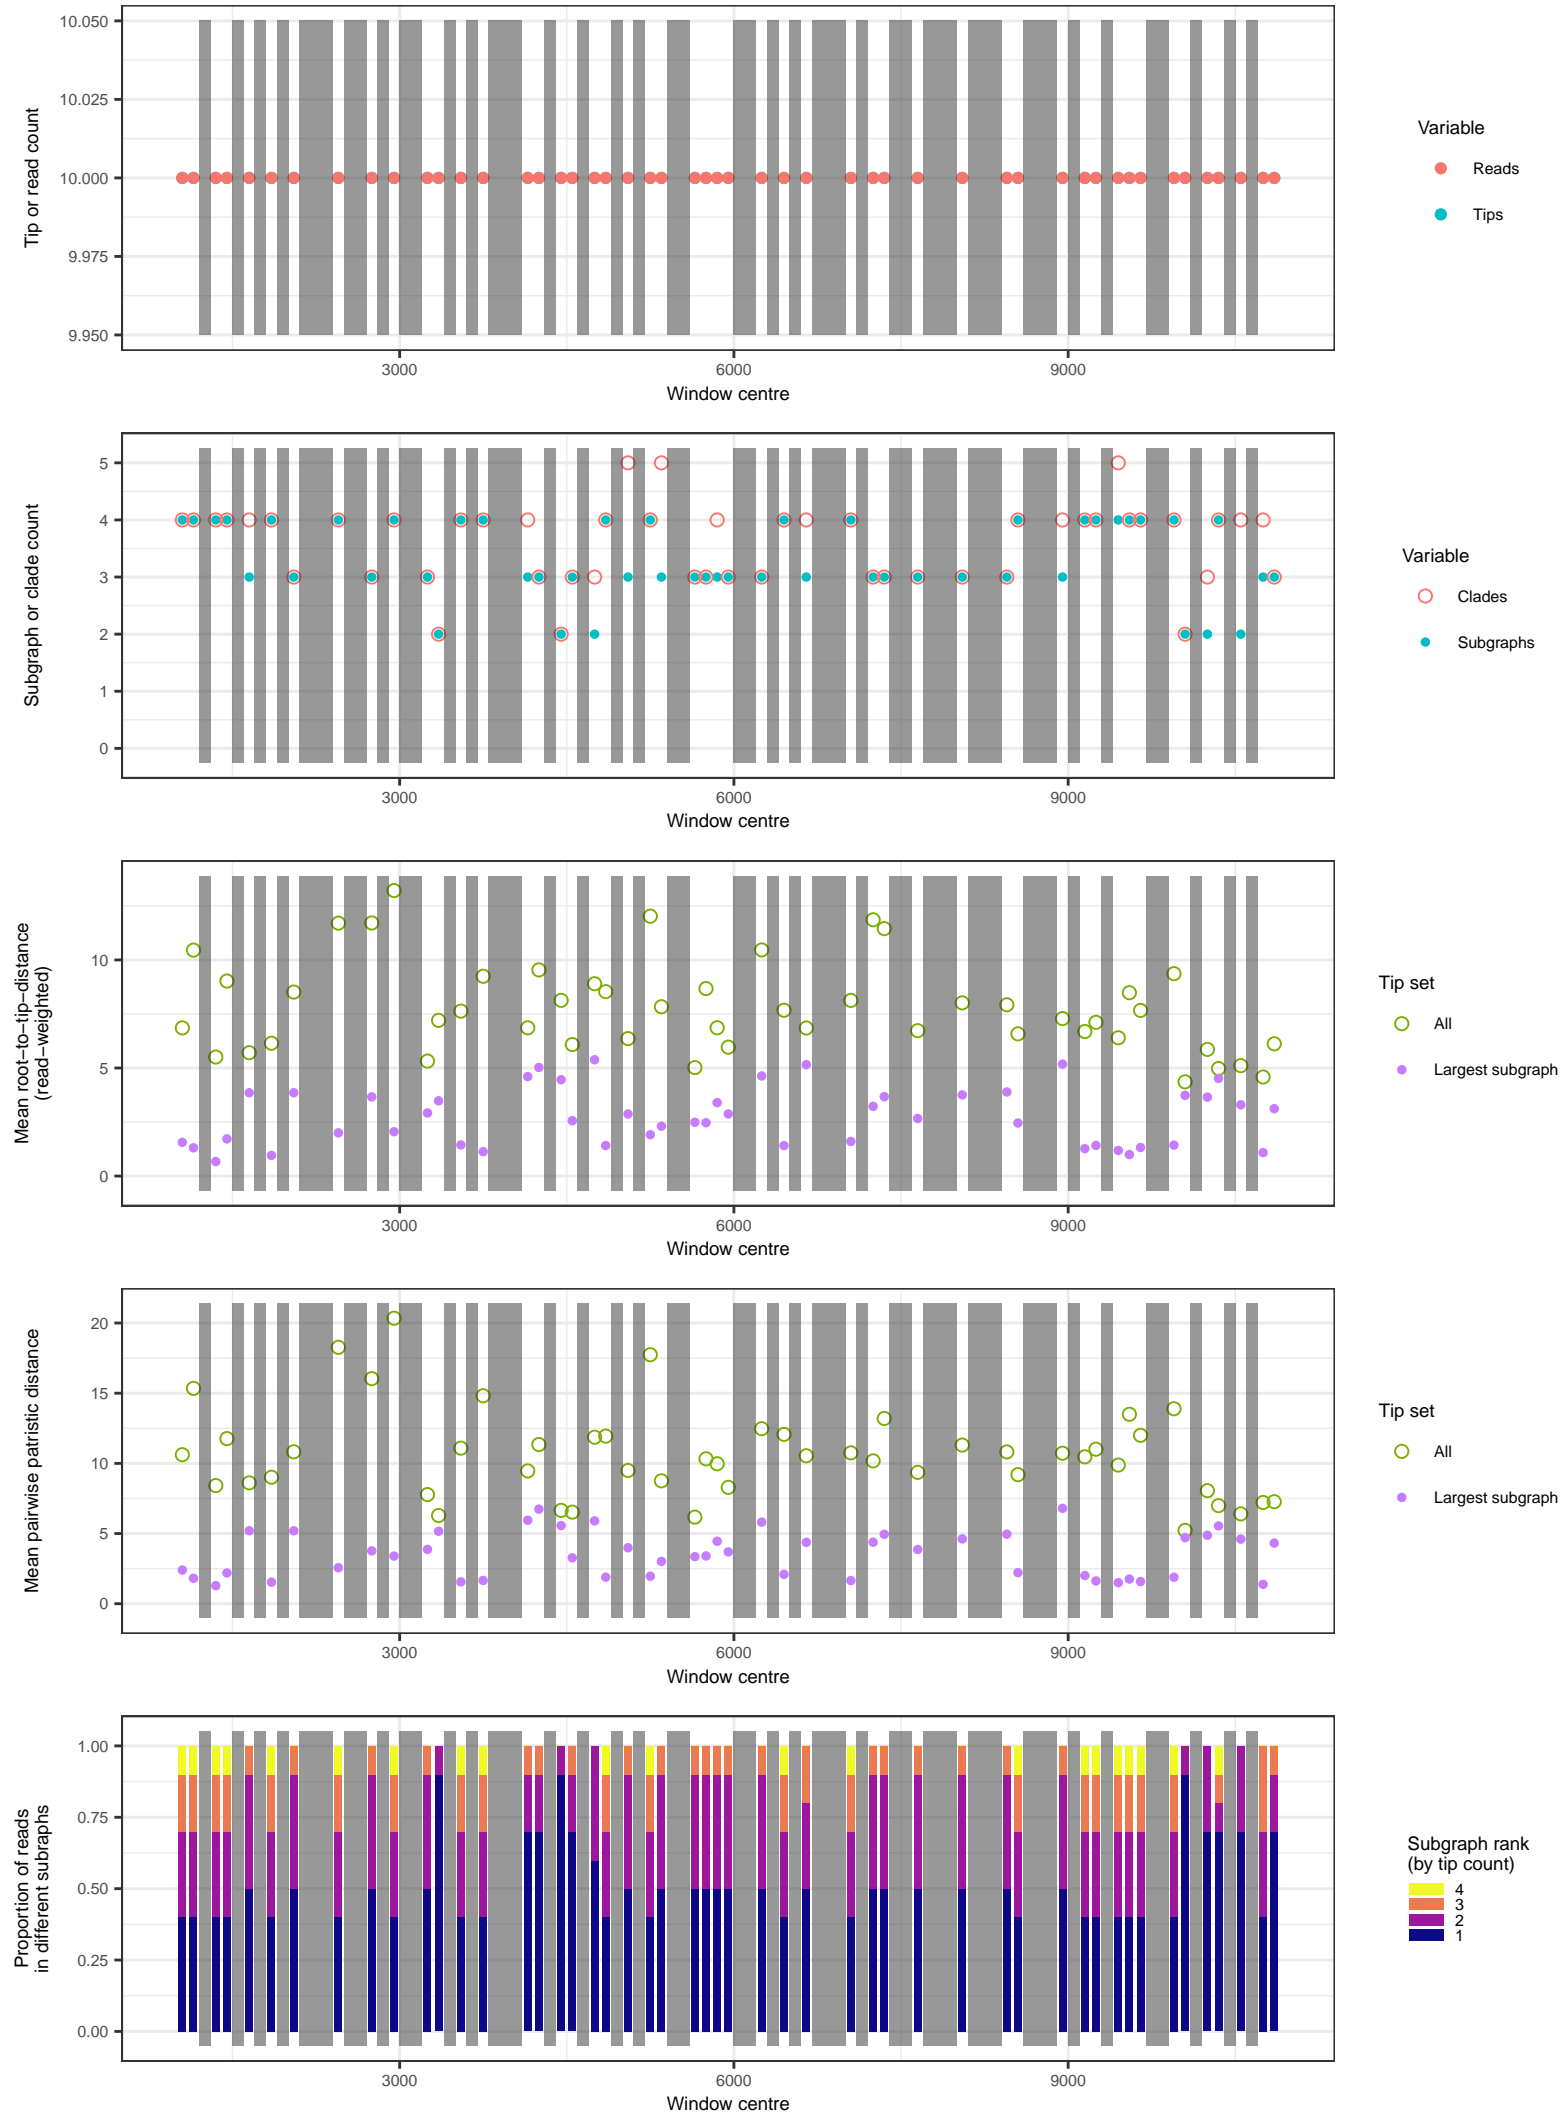 10.050
10.025
10.000
9.975
9.950
Tip or read count
3000 6000 9000
Window centre
Variable
Reads
Tips
5
4
3
2
1
0
Subgraph or clade count
3000 6000 9000
Window centre
Variable
Clades
Subgraphs
10
5
0
Mean root−to−tip−distance
(read−weighted)
3000 6000 9000
Window centre
Tip set
All
Largest subgraph
20
15
10
5
0
Mean pairwise patristic distance
3000 6000 9000
Window centre
Tip set
All
Largest subgraph
1.00
0.75
0.50
0.25
0.00
Proportion of reads
in different subraphs
3000 6000 9000
Window centre
Subgraph rank
(by tip count)
4
3
2
1